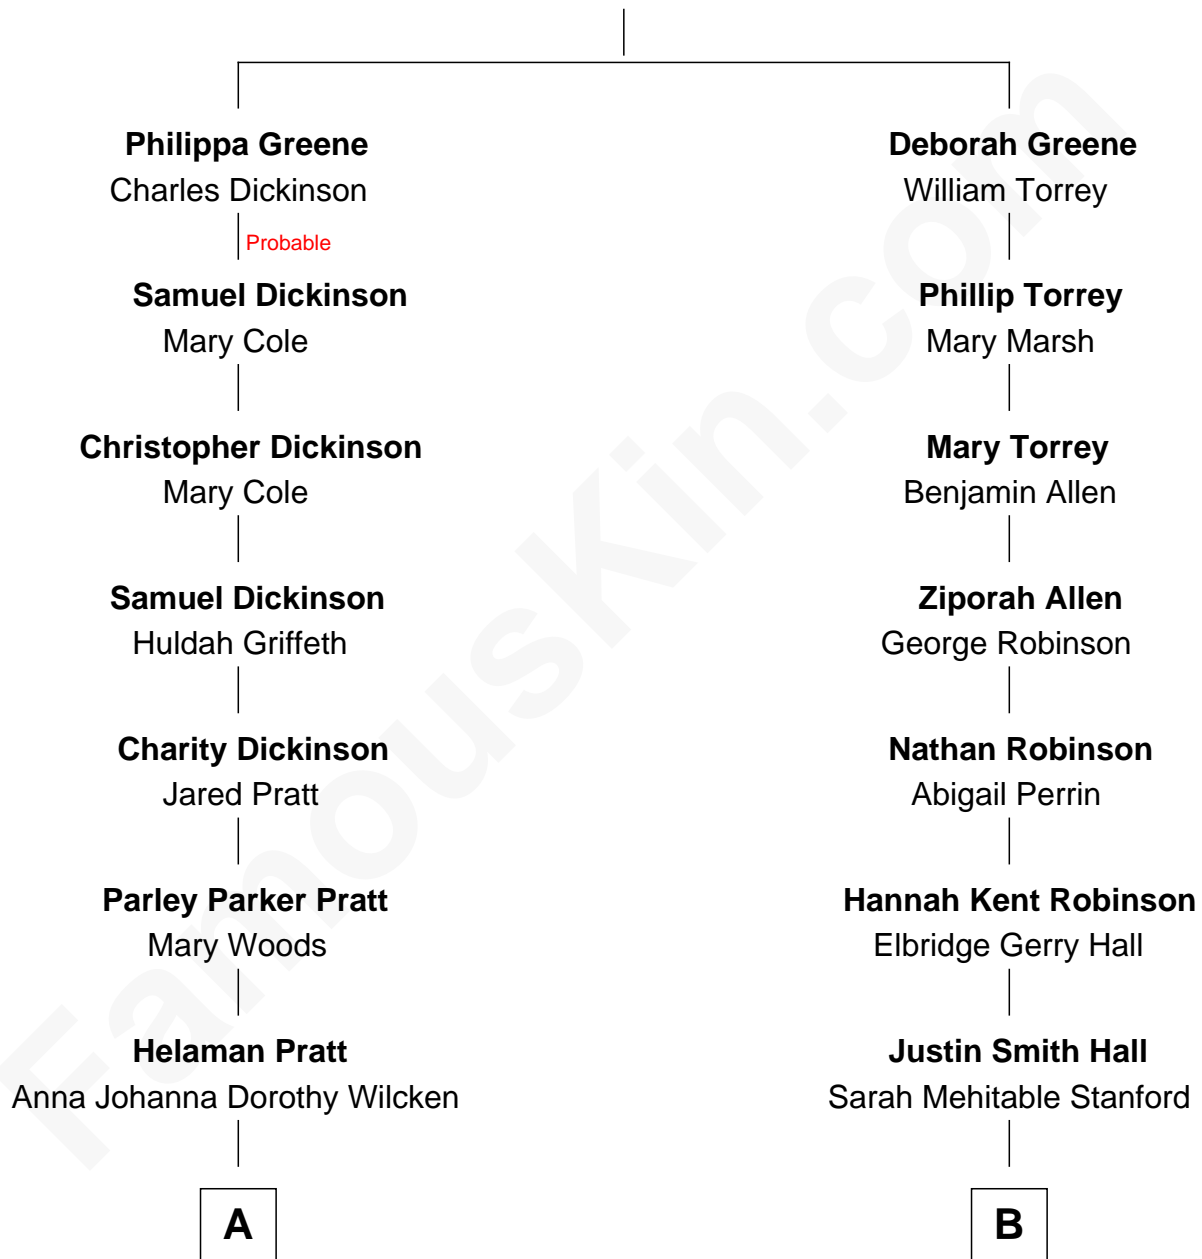 Philippa Greene
Charles Dickinson
Probable
Samuel Dickinson
Mary Cole
Christopher Dickinson
Mary Cole
Samuel Dickinson
Huldah Griffeth
Charity Dickinson
Jared Pratt
Parley Parker Pratt
Mary Woods
Helaman Pratt
Anna Johanna Dorothy Wilcken
A
Deborah Greene
William Torrey
Phillip Torrey
Mary Marsh
Mary Torrey
Benjamin Allen
Ziporah Allen
George Robinson
Nathan Robinson
Abigail Perrin
Hannah Kent Robinson
Elbridge Gerry Hall
Justin Smith Hall
Sarah Mehitable Stanford
B
FamousKin.com